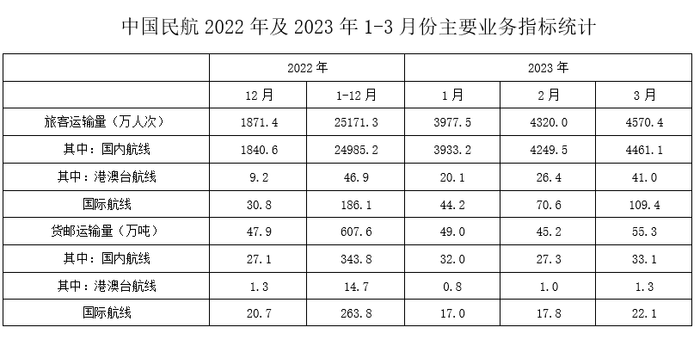 中国民航 2022 年及 2023 年 1-3 月份主要业务指标统计
2022 年 2023 年
12 月 1-12 月 1 月 2 月 3 月
旅客运输量（万人次） 1871.4 25171.3 3977.5 4320.0 4570.4
其中：国内航线 1840.6 24985.2 3933.2 4249.5 4461.1
其中：港澳台航线 9.2 46.9 20.1 26.4 41.0
国际航线 30.8 186.1 44.2 70.6 109.4
货邮运输量（万吨） 47.9 607.6 49.0 45.2 55.3
其中：国内航线 27.1 343.8 32.0 27.3 33.1
其中：港澳台航线 1.3 14.7 0.8 1.0 1.3
国际航线 20.7 263.8 17.0 17.8 22.1